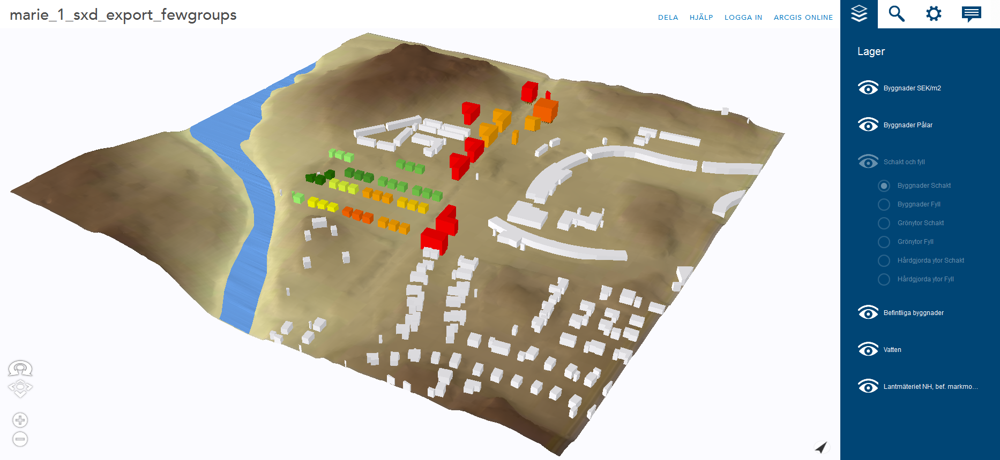 marie_1_sxd_export_fewgroups
DELA HJÄLP LOGGA IN ARCGIS ONLINE
Lager
Byggnader SEK/m2
Byggnader Pålar
Schakt och fyll
Byggnader Schakt
Byggnader Fyll
Grönytor Schakt
Grönytor Fyll
Hårdgjorda ytor Schakt
Hårdgjorda ytor Fyll
Befintliga byggnader
Vatten
Lantmäteriet NH, bef. markmo...